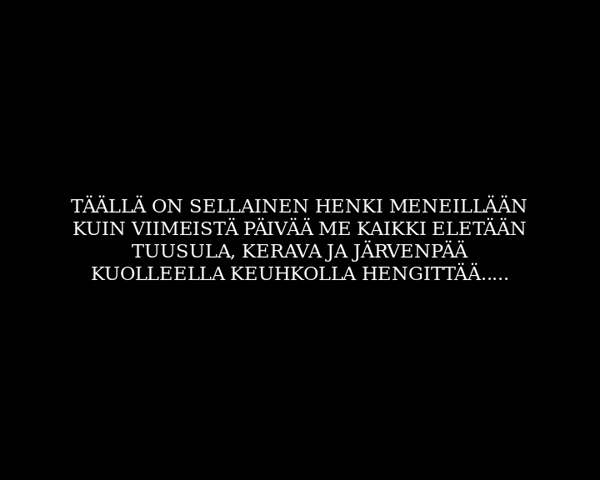 TÄÄLLÄ ON SELLAINEN HENKI MENEILLÄÄN
KUIN VIIMEISTÄ PÄIVÄÄ ME KAIKKI ELETÄÄN
TUUSULA, KERAVA JA JÄRVENPÄÄ
KUOLLEELLA KEUHKOLLA HENGITTÄÄ.....